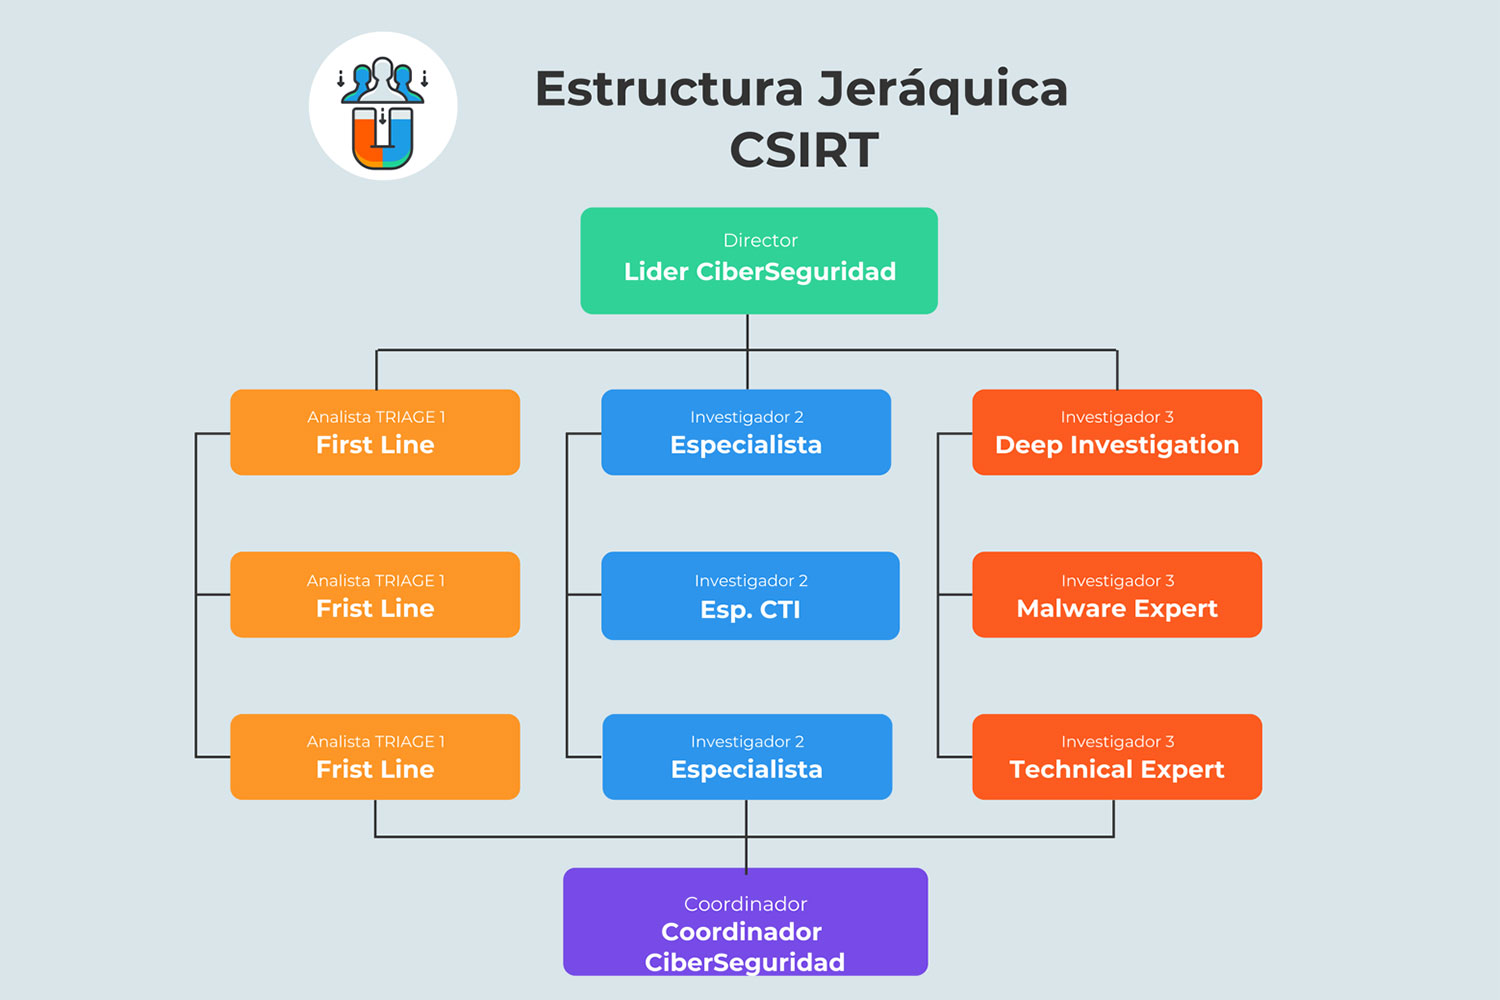 Estructura Jeráquica
CSIRT
Director
Lider CiberSeguridad
Analista TRIAGE 1
First Line
Investigador 2
Especialista
Investigador 3
Deep Investigation
Analista TRIAGE 1
Frist Line
Investigador 2
Esp. CTI
Investigador 3
Malware Expert
Analista TRIAGE 1
Frist Line
Investigador 2
Especialista
Investigador 3
Technical Expert
Coordinador
Coordinador
CiberSeguridad